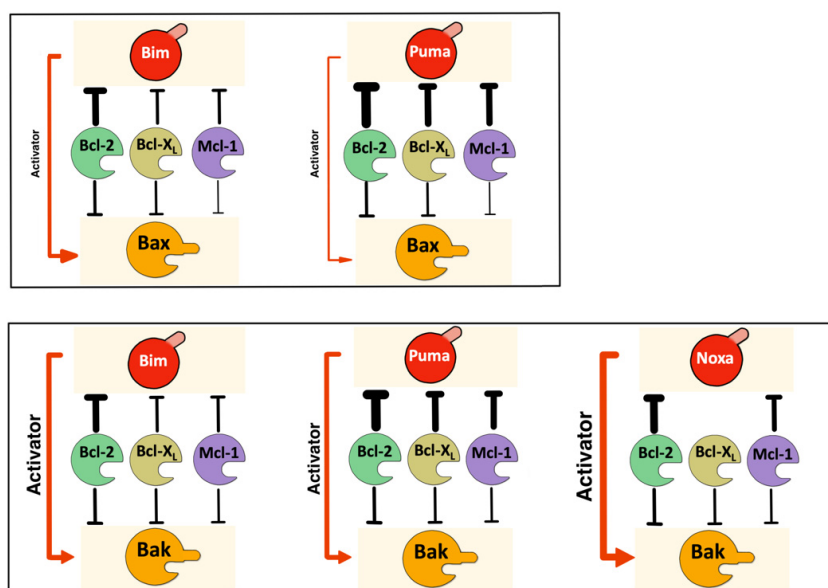 Bim
Puma
Activator
Bcl-2 Bcl-XL Mcl-1
Activator
Bcl-2 Bcl-XL Mcl-1
Bax
Bax
Bim
Puma
Noxa
Activator
Bcl-2 Bcl-XL Mcl-1
Activator
Bcl-2 Bcl-XL Mcl-1
Activator
Bcl-2 Bcl-XL Mcl-1
Bak
Bak
Bak